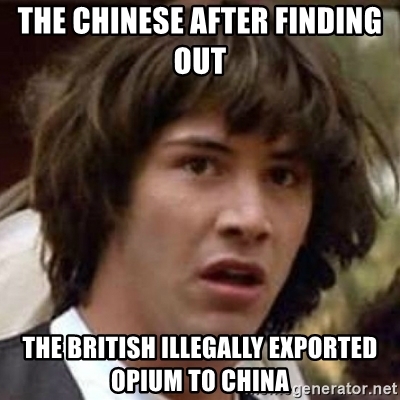 THE CHINESE AFTER FINDING
OUT
THE BRITISH ILLEGALLY EXPORTED
OPIUM TO CHINA
generator.net